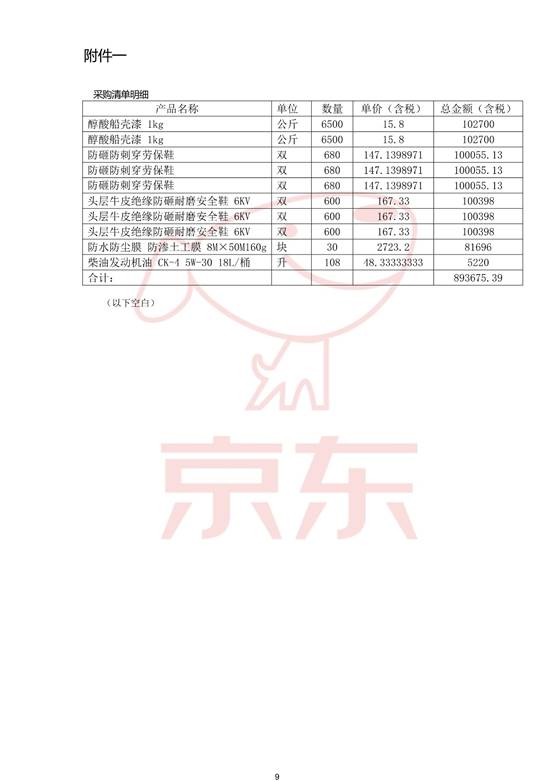 附件一
采购清单明细
产品名称 单位 数量 单价（含税） 总金额（含税）
醇酸船壳漆 1kg 公斤 6500 15.8 102700
醇酸船壳漆 1kg 公斤 6500 15.8 102700
防砸防刺穿劳保鞋 双 680 147.1398971 100055.13
防砸防刺穿劳保鞋 双 680 147.1398971 100055.13
防砸防刺穿劳保鞋 双 680 147.1398971 100055.13
头层牛皮绝缘防砸耐磨安全鞋 6KV 双 600 167.33 100398
头层牛皮绝缘防砸耐磨安全鞋 6KV 双 600 167.33 100398
头层牛皮绝缘防砸耐磨安全鞋 6KV 双 600 167.33 100398
防水防尘膜 防渗土工膜 8M×50M160g 块 30 2723.2 81696
柴油发动机油 CK-4 5W-30 18L/桶 升 108 48.33333333 5220
合计： 893675.39
（以下空白）
京东
9